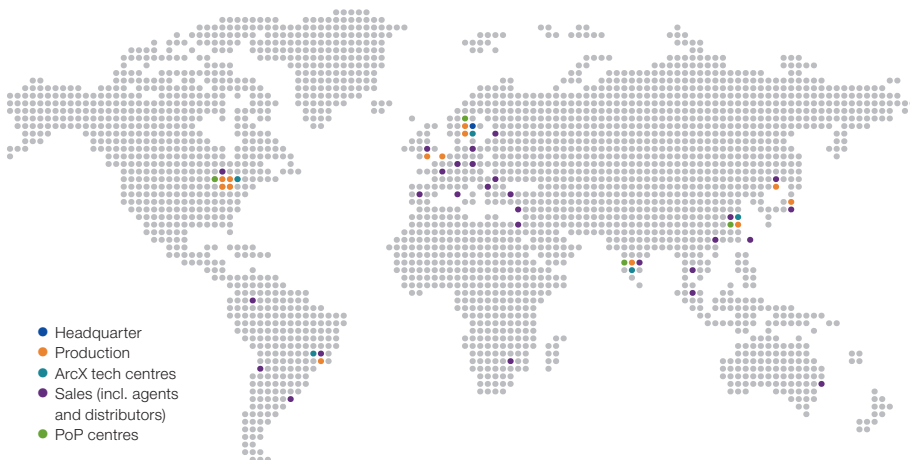 Headquarter
Production
ArcX tech centres
Sales (incl. agents
and distributors)
PoP centres